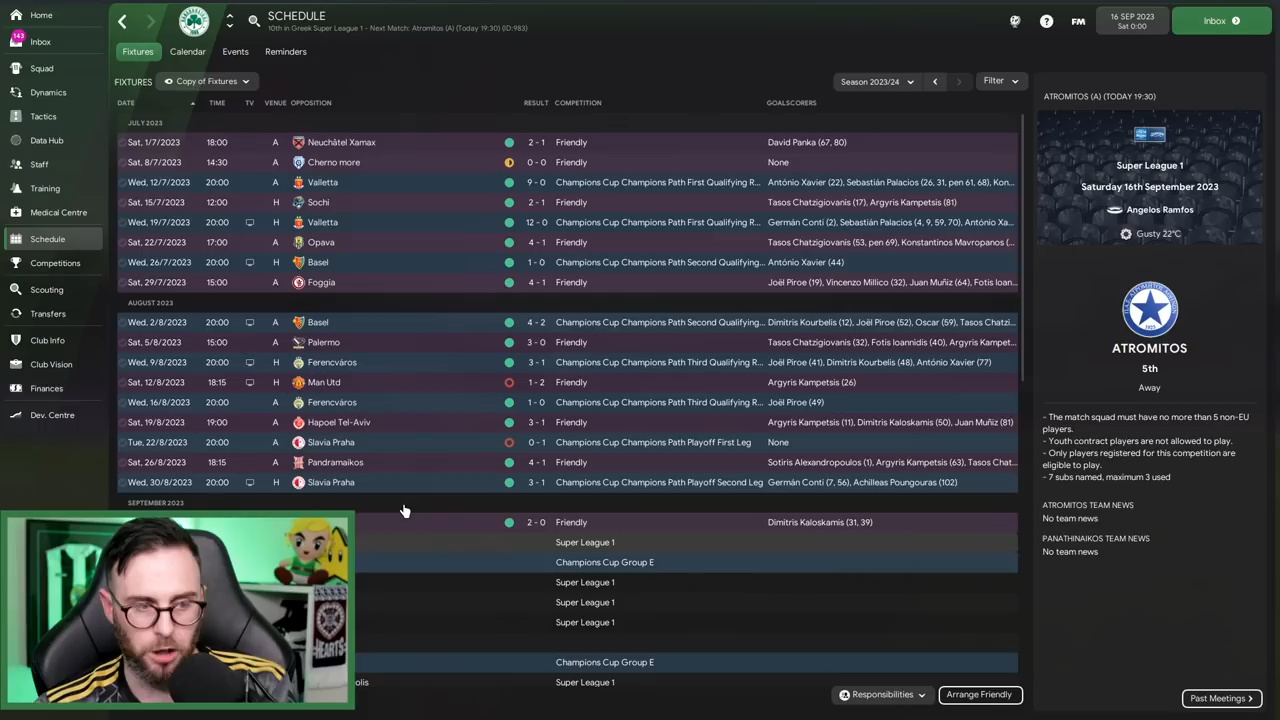 Home
SCHEDULE
10th in Greek Super League 1 - Next Match: Atromitos (A) (Today 19:30) (ID:983)
FM
16 SEP 2023
Sat 0:00
Inbox
143
Inbox
Squad
Dynamics
Tactics
Data Hub
Staff
Training
Medical Centre
Schedule
Competitions
Scouting
Transfers
Club Info
Club Vision
Finances
Dev. Centre
Fixtures Calendar Events Reminders
FIXTURES Copy of Fixtures Season 2023/24 Filter
DATE TIME TV VENUE OPPOSITION RESULT COMPETITION GOALSCORERS
JULY 2023
Sat, 1/7/2023 18:00 A Neuchâtel Xamax 2 - 1 Friendly David Panka (67, 80)
Sat, 8/7/2023 14:30 A Cherno more 0 - 0 Friendly None
Wed, 12/7/2023 20:00 A Valletta 9 - 0 Champions Cup Champions Path First Qualifying R... António Xavier (22), Sebastián Palacios (26, 31, pen 61, 68), Kon...
Sat, 15/7/2023 12:00 H Sochi 2 - 1 Friendly Tasos Chatzigiovanis (17), Argyris Kampetsis (81)
Wed, 19/7/2023 20:00 H Valletta 12 - 0 Champions Cup Champions Path First Qualifying R... Germán Conti (2), Sebastián Palacios (4, 9, 59, 70), António Xa...
Sat, 22/7/2023 17:00 A Opava 4 - 1 Friendly Tasos Chatzigiovanis (53, pen 69), Konstantinos Mavropanos (...
Wed, 26/7/2023 20:00 H Basel 1 - 0 Champions Cup Champions Path Second Qualifying... António Xavier (44)
Sat, 29/7/2023 15:00 H Foggia 4 - 1 Friendly Joël Piroe (19), Vincenzo Millico (32), Juan Muñiz (64), Fotis Ioan...
AUGUST 2023
Wed, 2/8/2023 20:00 A Basel 4 - 2 Champions Cup Champions Path Second Qualifying... Dimitris Kourbelis (12), Joël Piroe (52), Oscar (59), Tasos Chatzi...
Sat, 5/8/2023 15:00 A Palermo 3 - 0 Friendly Tasos Chatzigiovanis (32), Fotis Ioannidis (40), Argyris Kampet...
Wed, 9/8/2023 20:00 H Ferencváros 3 - 1 Champions Cup Champions Path Third Qualifying R... Joël Piroe (41), Dimitris Kourbelis (48), António Xavier (77)
Sat, 12/8/2023 18:15 H Man Utd 1 - 2 Friendly Argyris Kampetsis (26)
Wed, 16/8/2023 20:00 A Ferencváros 1 - 0 Champions Cup Champions Path Third Qualifying R... Joël Piroe (49)
Sat, 19/8/2023 19:00 A Hapoel Tel-Aviv 3 - 1 Friendly Argyris Kampetsis (11), Dimitris Kaloskamis (50), Juan Muñiz (81)
Tue, 22/8/2023 20:00 A Slavia Praha 0 - 1 Champions Cup Champions Path Playoff First Leg None
Sat, 26/8/2023 18:15 A Pandramaikos 4 - 1 Friendly Sotiris Alexandropoulos (1), Argyris Kampetsis (63), Tasos Chat...
Wed, 30/8/2023 20:00 H Slavia Praha 3 - 1 Champions Cup Champions Path Playoff Second Leg Germán Conti (7, 56), Achilleas Poungouras (102)
SEPTEMBER 2023
2 - 0 Friendly Dimitris Kaloskamis (31, 39)
Super League 1
Champions Cup Group E
Super League 1
Super League 1
Super League 1
Champions Cup Group E
olis Super League 1
Responsibilities Arrange Friendly
ATROMITOS (A) (TODAY 19:30)
Super League 1
Saturday 16th September 2023
Angelos Ramfos
Gusty 22°C
1923
ATROMITOS
5th
Away
- The match squad must have no more than 5 non-EU
players.
- Youth contract players are not allowed to play.
- Only players registered for this competition are
eligible to play.
- 7 subs named, maximum 3 used
ATROMITOS TEAM NEWS
No team news
PANATHINAIKOS TEAM NEWS
No team news
Past Meetings
HEARTS